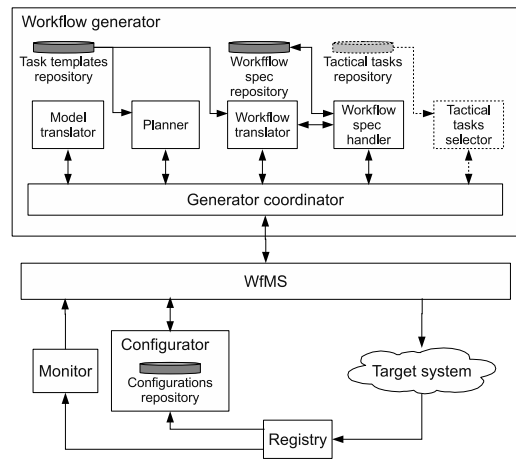 Workflow generator
Task templates
repository
Workfflow
spec
repository
Tactical tasks
repository
Model
translator
Planner
Workflow
translator
Workflow
spec
handler
Tactical
tasks
selector
Generator coordinator
WfMS
Monitor
Configurator
Configurations
repository
Target system
Registry